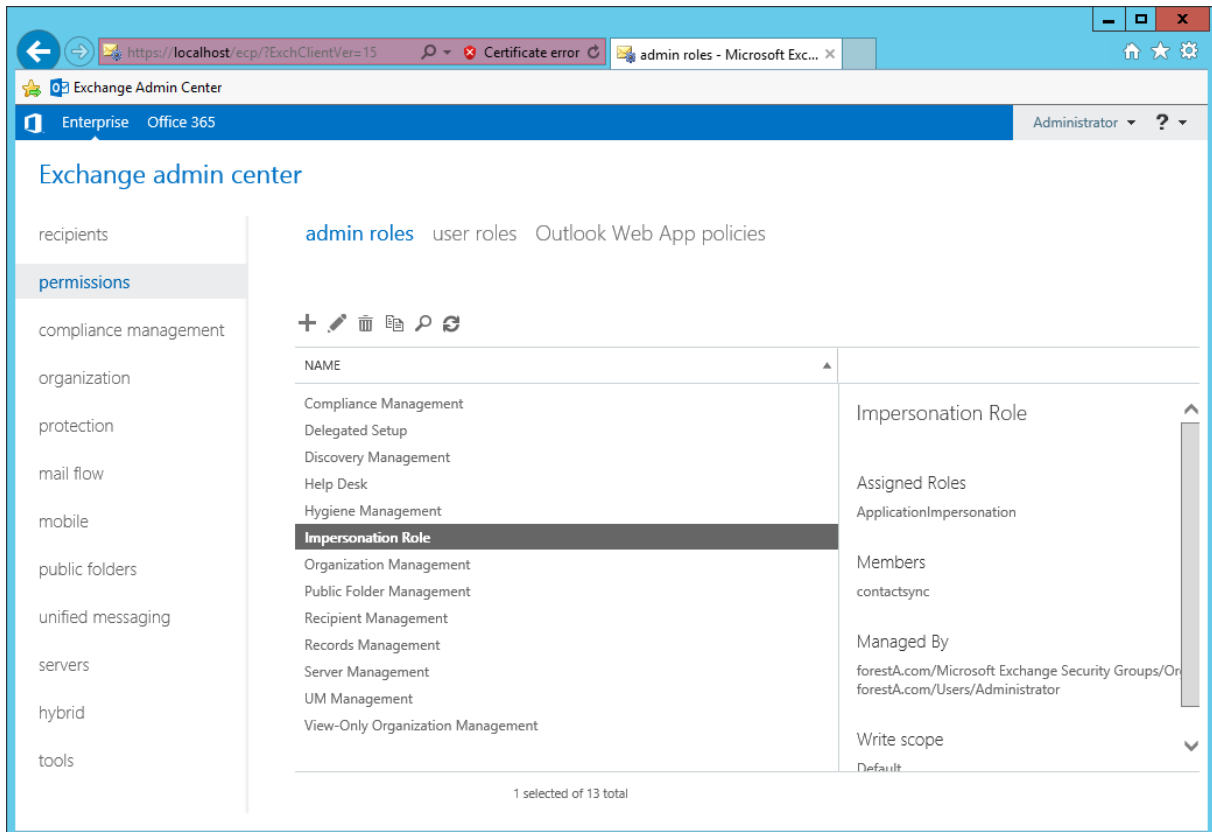 https://localhost/ecp/?ExchClientVer=15 Certificate error admin roles - Microsoft Exc...
Exchange Admin Center
Enterprise Office 365 Administrator ?
Exchange admin center
recipients
permissions
compliance management
organization
protection
mail flow
mobile
public folders
unified messaging
servers
hybrid
tools
admin roles user roles Outlook Web App policies
NAME
Compliance Management
Delegated Setup
Discovery Management
Help Desk
Hygiene Management
Impersonation Role
Organization Management
Public Folder Management
Recipient Management
Records Management
Server Management
UM Management
View-Only Organization Management
1 selected of 13 total
Impersonation Role
Assigned Roles
ApplicationImpersonation
Members
contactsync
Managed By
forestA.com/Microsoft Exchange Security Groups/Or
forestA.com/Users/Administrator
Write scope
Default